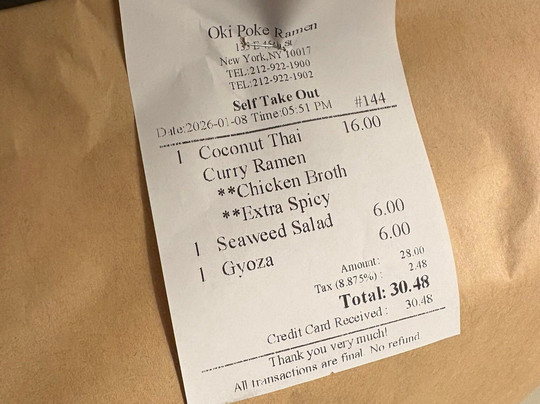 Oki Poke Ramen
133 E 45th St
New York,NY 10017
TEL:212-922-1900
TEL:212-922-1902
Self Take Out
Date:2026-01-08 Time:05:51 PM #144
1 Coconut Thai 16.00
Curry Ramen
**Chicken Broth
**Extra Spicy
1 Seaweed Salad 6.00
1 Gyoza 6.00
Amount: 28.00
Tax (8.875%) : 2.48
Total: 30.48
Credit Card Received : 30.48
Thank you very much!
All transactions are final. No refund